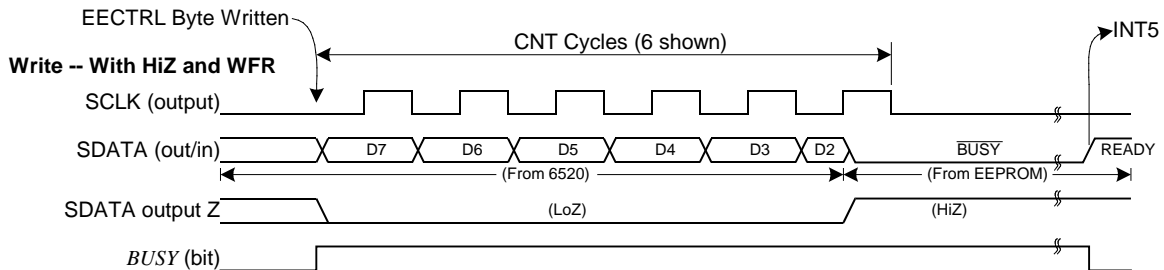 EECTRL Byte Written
INT5
CNT Cycles (6 shown)
Write -- With HiZ and WFR
SCLK (output)
SDATA (out/in) D7 D6 D5 D4 D3 D2 BUSY READY
(From 6520) (From EEPROM)
SDATA output Z (LoZ) (HiZ)
BUSY (bit)